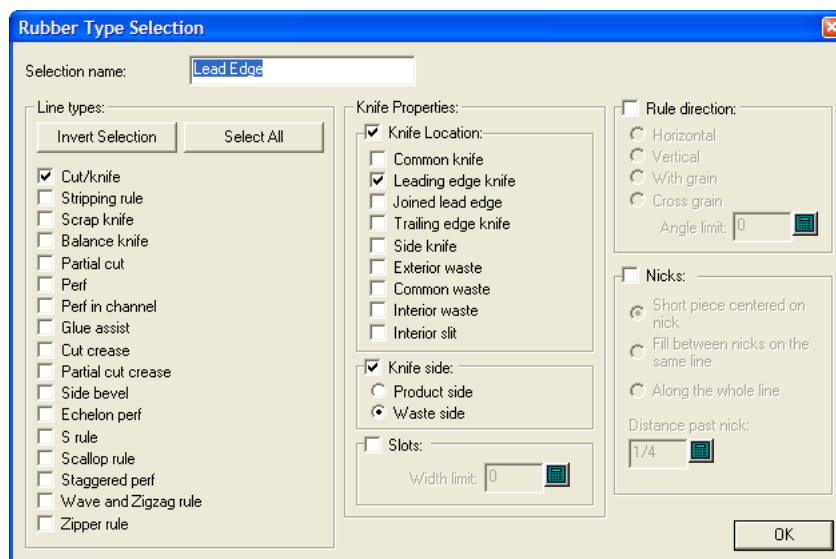 Rubber Type Selection
Selection name:
Lead Edge
Line types:
Invert Selection
Select All
Cut/knife
Stripping rule
Scrap knife
Balance knife
Partial cut
Perf
Perf in channel
Glue assist
Cut crease
Partial cut crease
Side bevel
Echelon perf
S rule
Scallop rule
Staggered perf
Wave and Zigzag rule
Zipper rule
Knife Properties:
Knife Location:
Common knife
Leading edge knife
Joined lead edge
Trailing edge knife
Side knife
Exterior waste
Common waste
Interior waste
Interior slit
Knife side:
Product side
Waste side
Slots:
Width limit: 0
Rule direction:
Horizontal
Vertical
With grain
Cross grain
Angle limit: 0
Nicks:
Short piece centered on
nick
Fill between nicks on the
same line
Along the whole line
Distance past nick:
1/4
OK